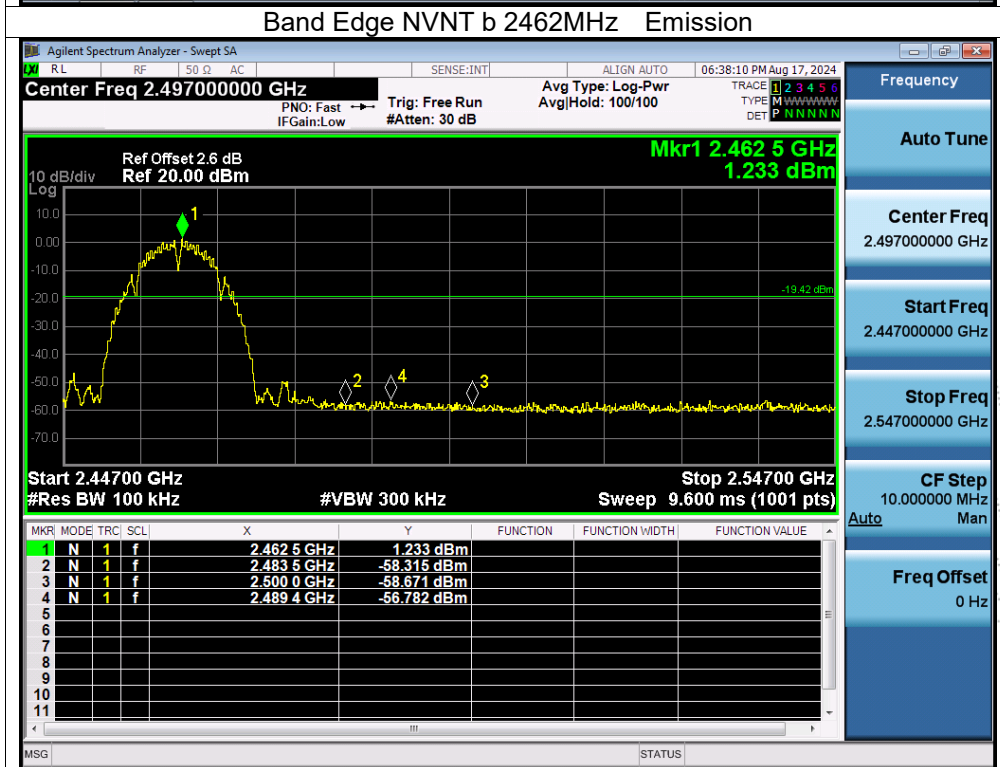 Band Edge NVNT b 2462MHz Emission
Agilent Spectrum Analyzer - Swept SA
LXI RL RF 50 Ω AC SENSE:INT ALIGN AUTO 06:38:10 PM Aug 17, 2024
Center Freq 2.497000000 GHz
PNO: Fast
IFGain:Low
Trig: Free Run
#Atten: 30 dB
Avg Type: Log-Pwr
Avg|Hold: 100/100
TRACE 1 2 3 4 5 6
TYPE M WWWWW
DET P N N N N N
Ref Offset 2.6 dB
Ref 20.00 dBm
10 dB/div
Log
Mkr1 2.462 5 GHz
1.233 dBm
10.0
0.00
-10.0
-20.0
-30.0
-40.0
-50.0
-60.0
-70.0
1
-19.42 dBm
2
4
3
Start 2.44700 GHz
Stop 2.54700 GHz
#Res BW 100 kHz
#VBW 300 kHz
Sweep 9.600 ms (1001 pts)
MKR MODE TRC SCL X Y FUNCTION FUNCTION WIDTH FUNCTION VALUE
1 N 1 f 2.462 5 GHz 1.233 dBm
2 N 1 f 2.483 5 GHz -58.315 dBm
3 N 1 f 2.500 0 GHz -58.671 dBm
4 N 1 f 2.489 4 GHz -56.782 dBm
5
6
7
8
9
10
11
MSG
STATUS
Frequency
Auto Tune
Center Freq
2.497000000 GHz
Start Freq
2.447000000 GHz
Stop Freq
2.547000000 GHz
CF Step
10.000000 MHz
Auto Man
Freq Offset
0 Hz